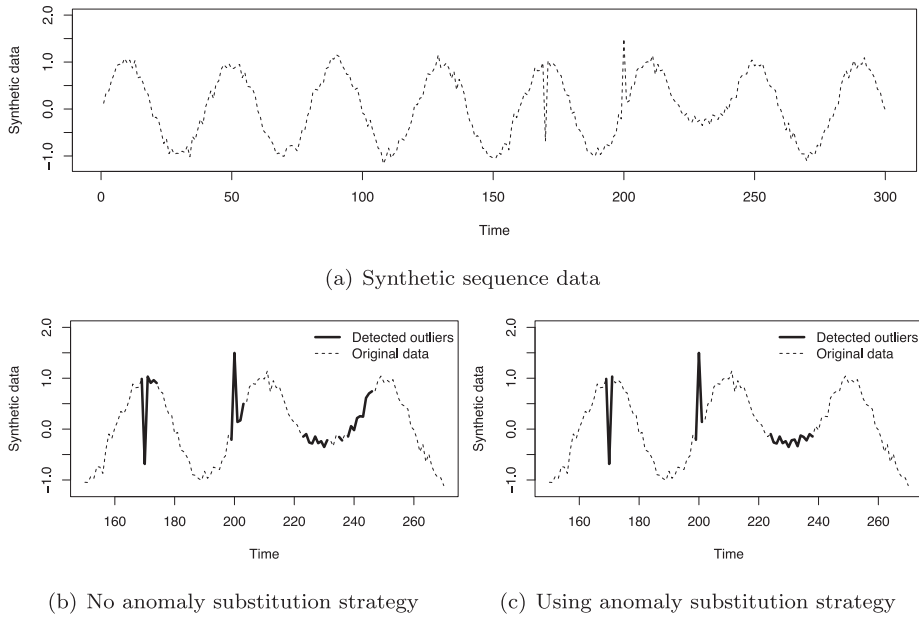 2.0
1.0
0.0
−1.0
Synthetic data
0 50 100 150 200 250 300
Time
(a) Synthetic sequence data
2.0
1.0
0.0
−1.0
Synthetic data
Detected outliers
Original data
160 180 200 220 240 260
Time
(b) No anomaly substitution strategy
2.0
1.0
0.0
−1.0
Synthetic data
Detected outliers
Original data
160 180 200 220 240 260
Time
(c) Using anomaly substitution strategy